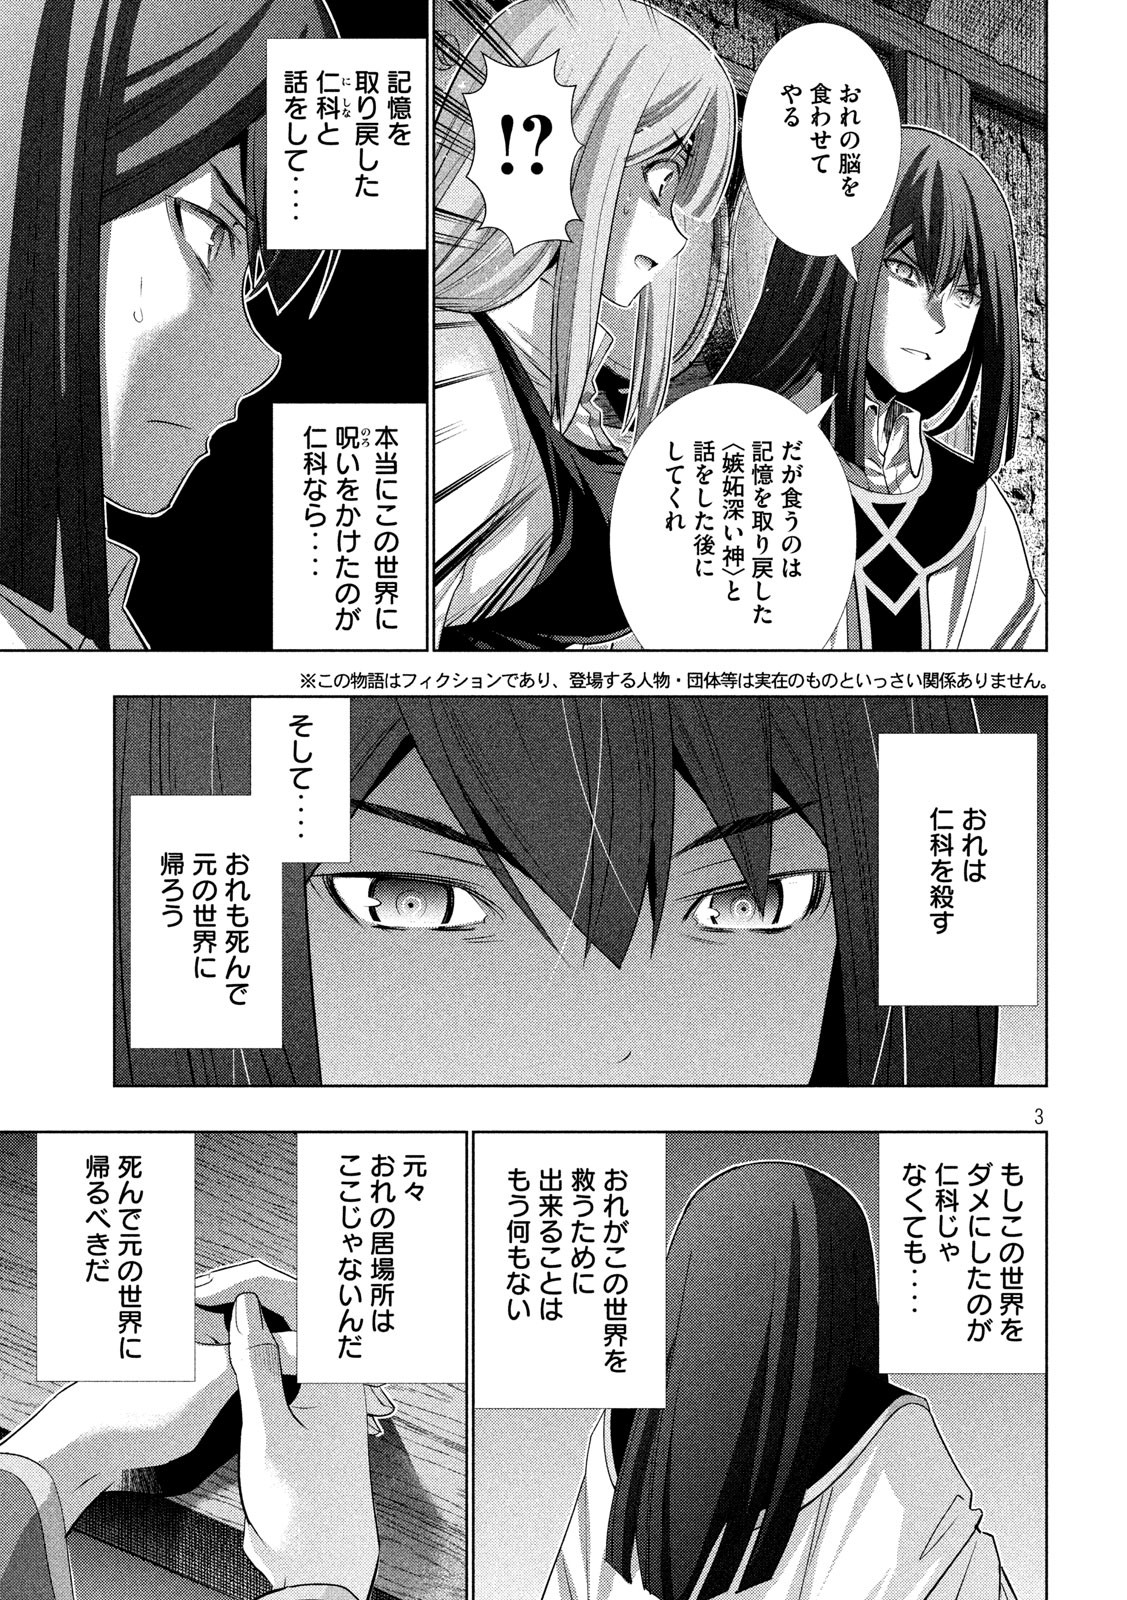 おれの脳を
食わせて
やる
!?
だが食うのは
記憶を取り戻した
〈嫉妬深い神〉と
話をした後に
してくれ
記憶を
取り戻した
仁科と
にしな
話をして‥‥
本当にこの世界に
呪いをかけたのが
のろ
仁科なら‥‥
※この物語はフィクションであり、登場する人物・団体等は実在のものといっさい関係ありません。
おれは
仁科を殺す
そして‥‥
おれも死んで
元の世界に
帰ろう
3
もしこの世界を
ダメにしたのが
仁科じゃ
なくても‥‥
おれがこの世界を
救うために
出来ることは
もう何もない
元々
おれの居場所は
ここじゃないんだ
死んで元の世界に
帰るべきだ